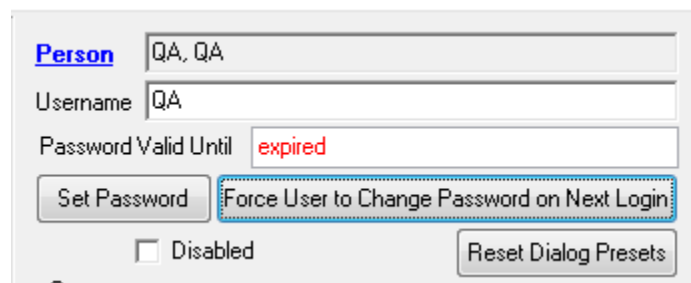 Person QA, QA
Username QA
Password Valid Until expired
Set Password Force User to Change Password on Next Login
Disabled Reset Dialog Presets